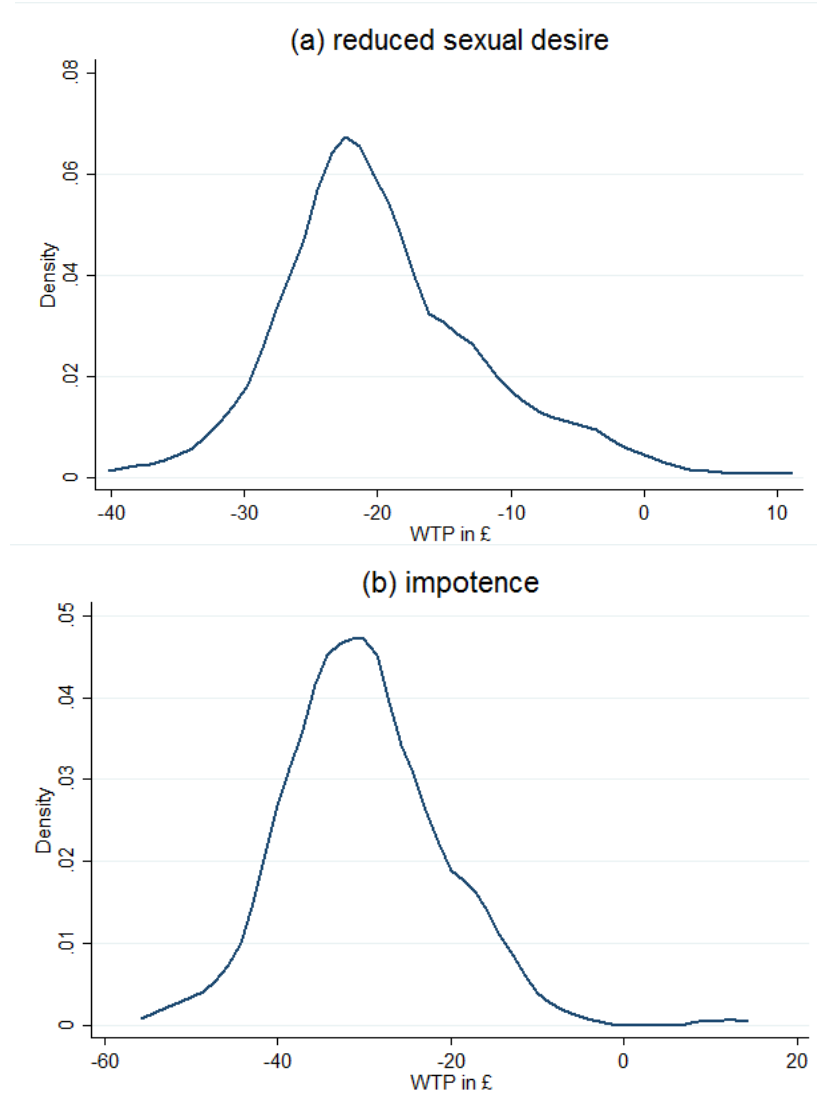 (a) reduced sexual desire
.08
.06
.04
.02
0
Density
-40 -30 -20 -10 0 10
WTP in £
(b) impotence
.05
.04
.03
.02
.01
0
Density
-60 -40 -20 0 20
WTP in £